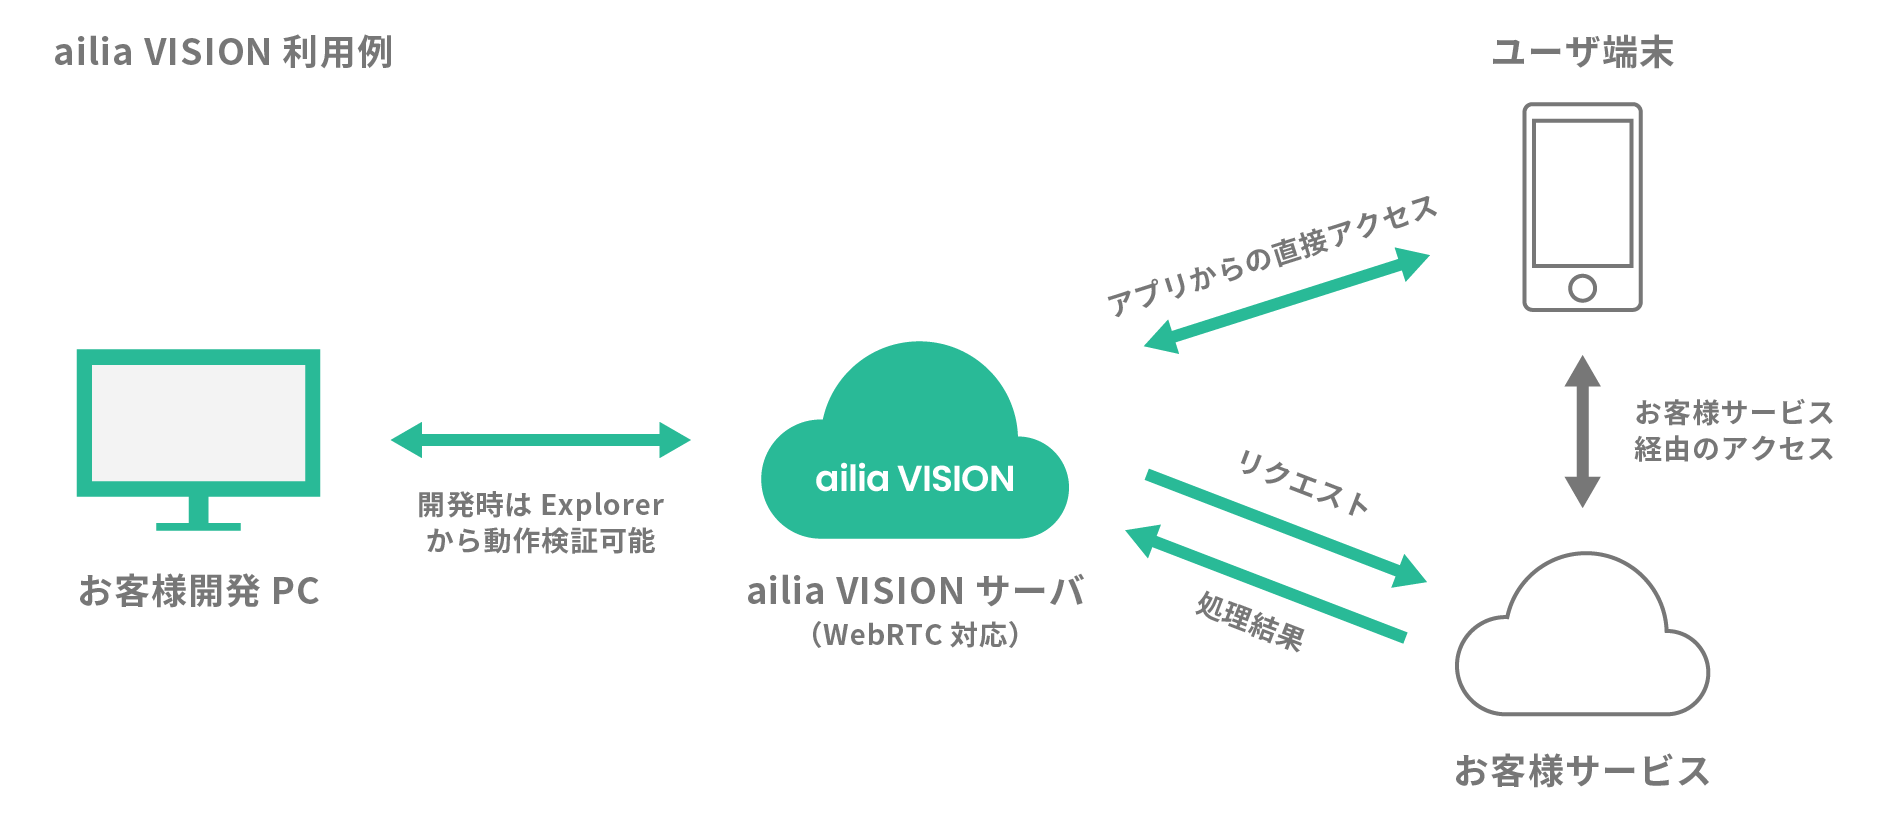 ailia VISION 利用例
ユーザ端末
アプリからの直接アクセス
お客様サービス
経由のアクセス
ailia VISION
リクエスト
処理結果
開発時は Explorer
から動作検証可能
お客様開発 PC
ailia VISION サーバ
（WebRTC 対応）
お客様サービス